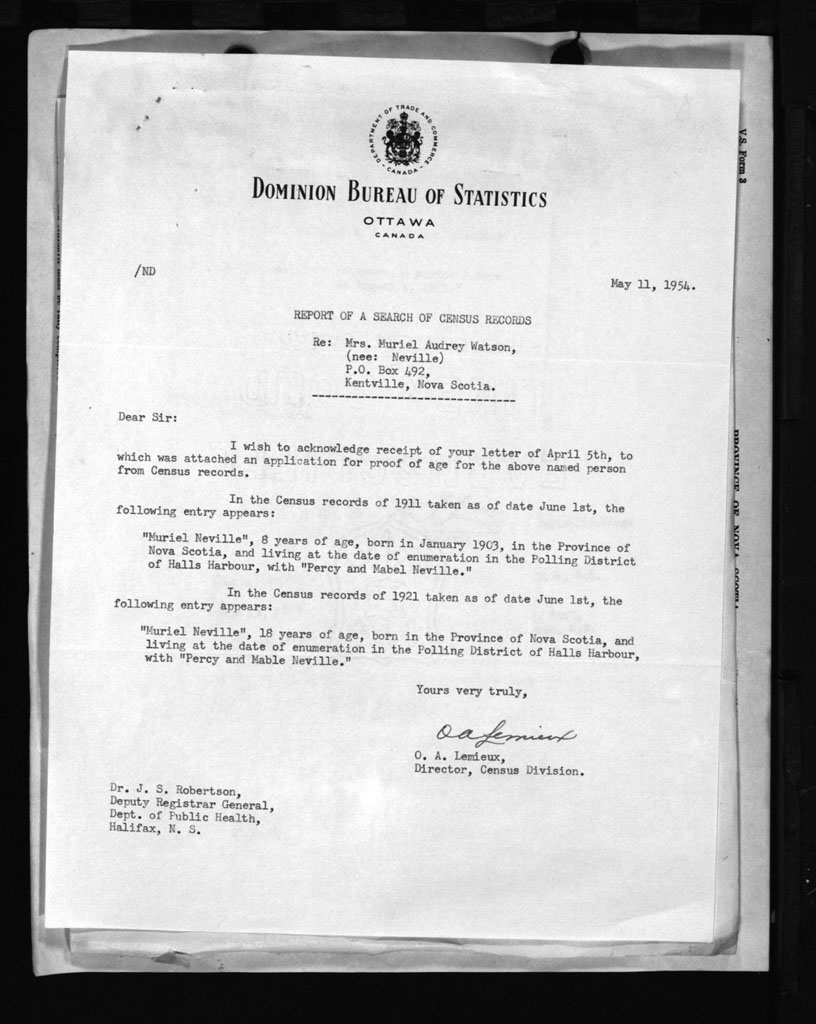 DEPARTMENT OF TRADE AND COMMERCE
- CANADA -
DOMINION BUREAU OF STATISTICS
OTTAWA
CANADA
V.S. Form 3
/ND
May 11, 1954.
REPORT OF A SEARCH OF CENSUS RECORDS
Re: Mrs. Muriel Audrey Watson,
(nee: Neville)
P.O. Box 492,
Kentville, Nova Scotia.
-------------------------------
Dear Sir:
I wish to acknowledge receipt of your letter of April 5th, to
which was attached an application for proof of age for the above named person
from Census records.
In the Census records of 1911 taken as of date June 1st, the
following entry appears:
"Muriel Neville", 8 years of age, born in January 1903, in the Province of
Nova Scotia, and living at the date of enumeration in the Polling District
of Halls Harbour, with "Percy and Mabel Neville."
In the Census records of 1921 taken as of date June 1st, the
following entry appears:
"Muriel Neville", 18 years of age, born in the Province of Nova Scotia, and
living at the date of enumeration in the Polling District of Halls Harbour,
with "Percy and Mable Neville."
Yours very truly,
O A Lemieux
O. A. Lemieux,
Director, Census Division.
Dr. J. S. Robertson,
Deputy Registrar General,
Dept. of Public Health,
Halifax, N. S.
PROVINCE OF NOVA SCOTIA